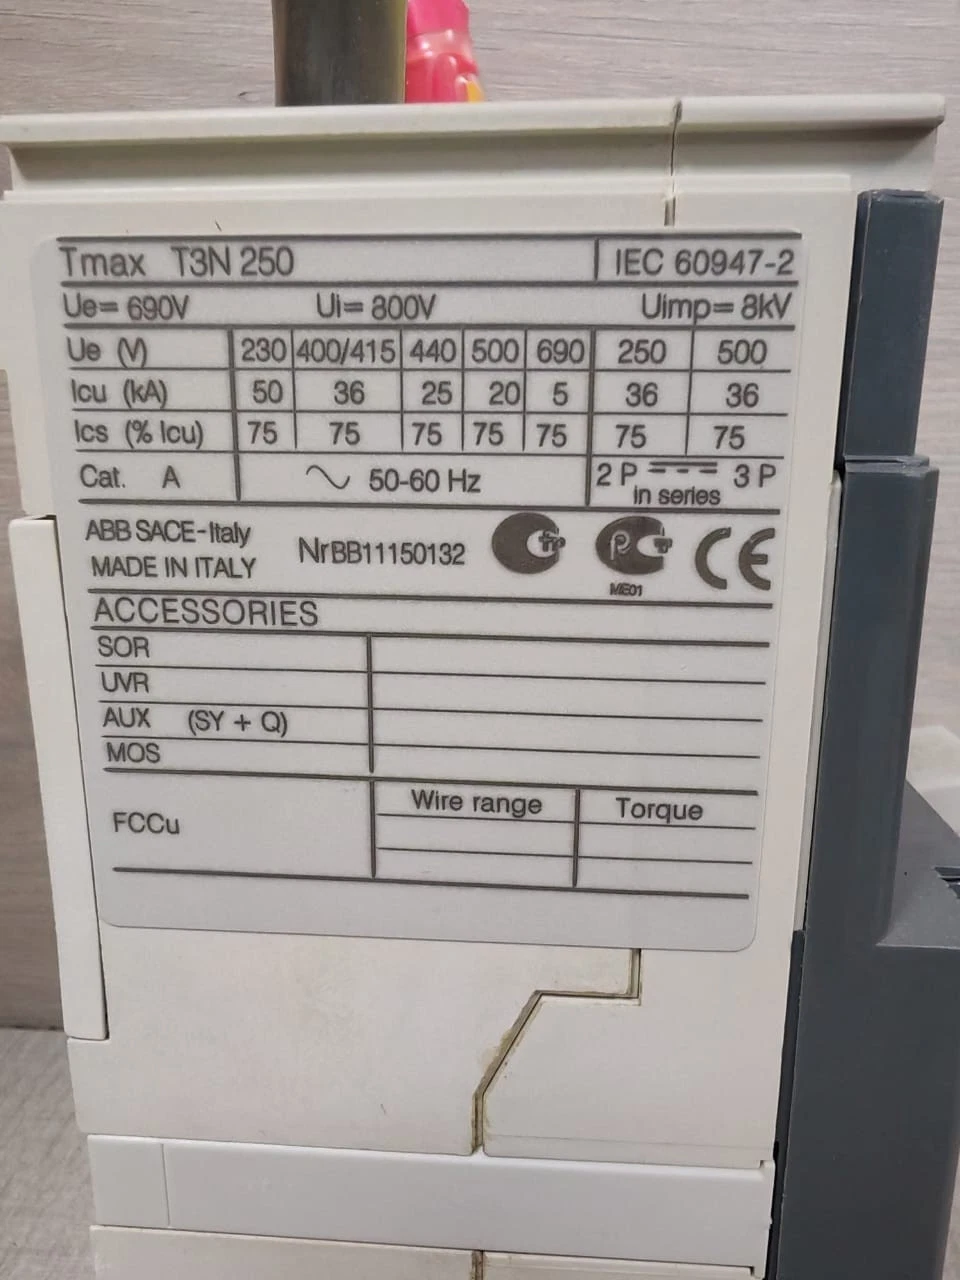 Tmax T3N 250 IEC 60947-2
Ue= 690V Ui= 800V Uimp= 8kV
Ue (V) 230 400/415 440 500 690 250 500
Icu (kA) 50 36 25 20 5 36 36
Ics (% Icu) 75 75 75 75 75 75 75
Cat. A 50-60 Hz 2 P 3 P
in series
ABB SACE-Italy
MADE IN ITALY
NrBB11150132
ME01
CE
ACCESSORIES
SOR
UVR
AUX (SY + Q)
MOS
FCCu
Wire range Torque